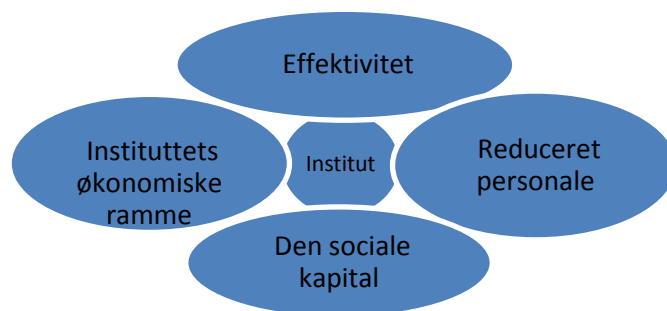 Effektivitet
Instituttets
økonomiske
ramme
Institut
Reduceret
personale
Den sociale
kapital